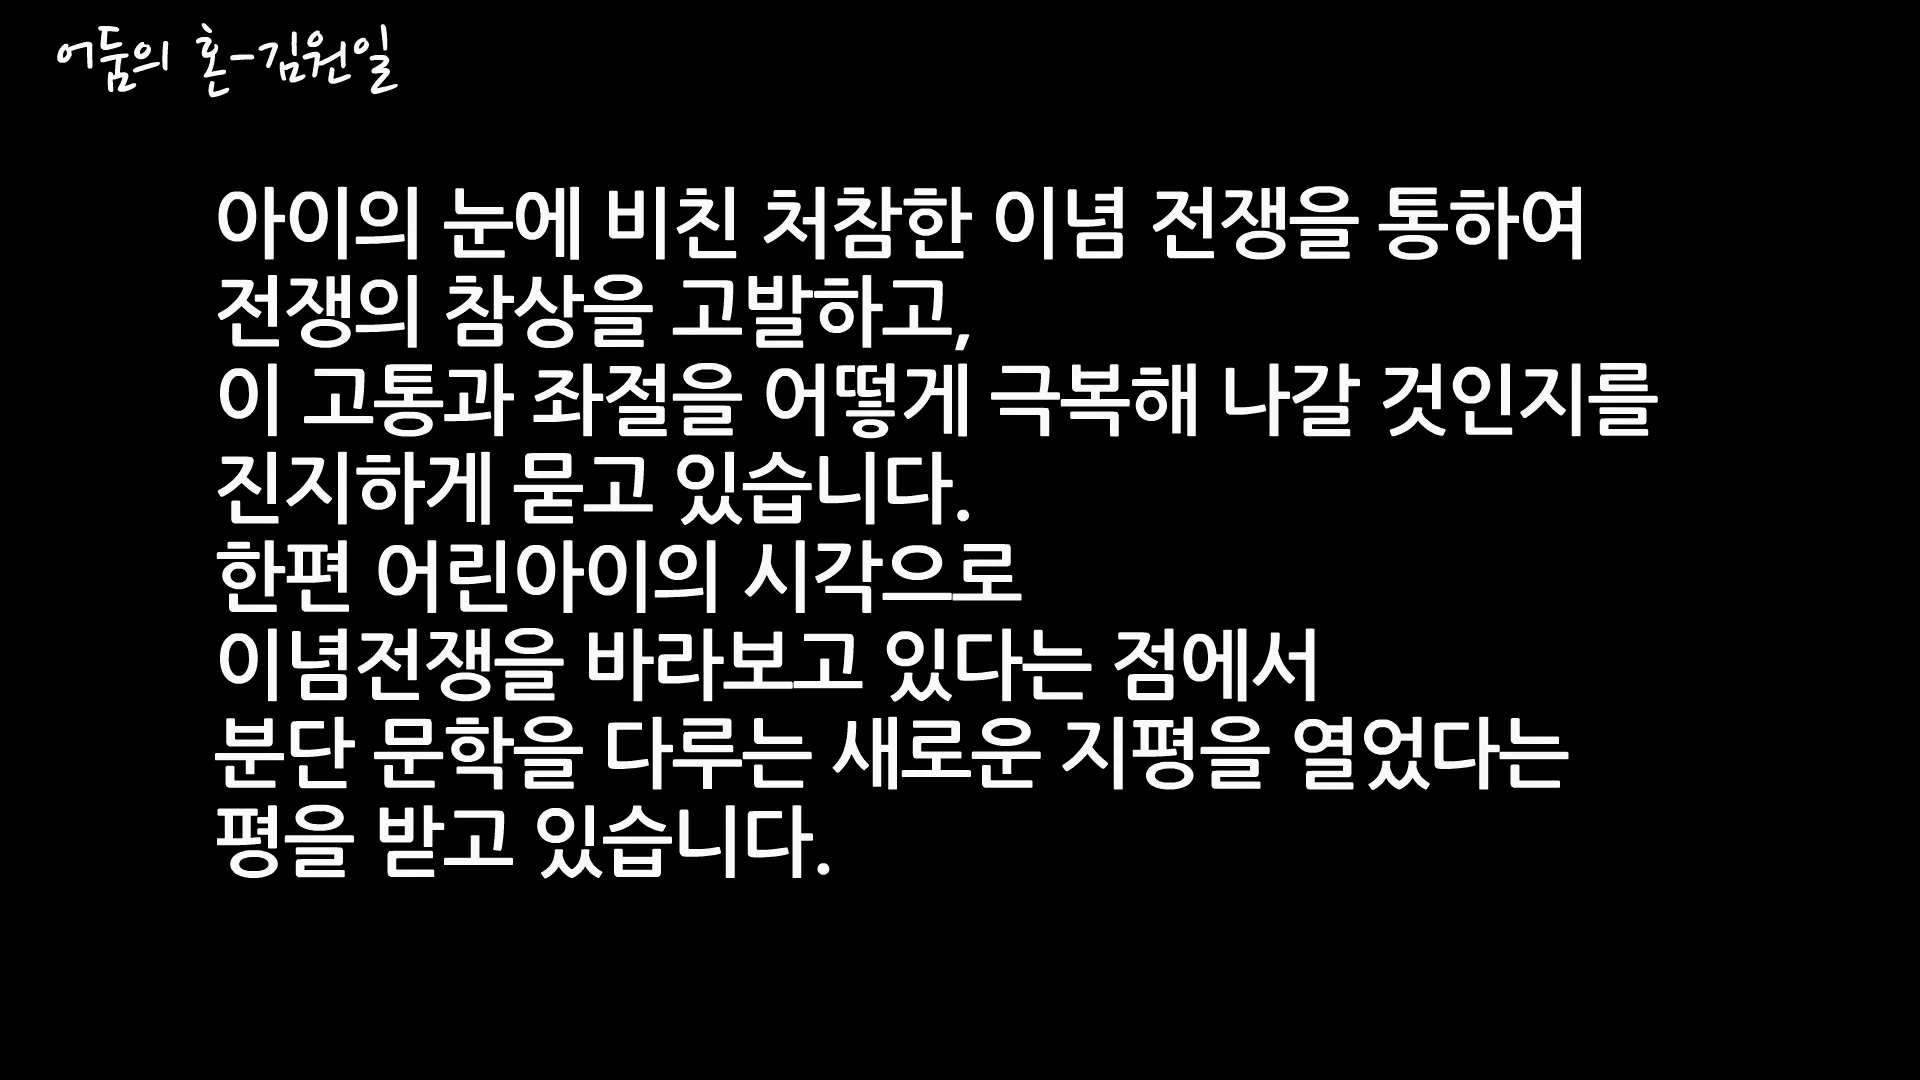 어둠의 혼-김원일
아이의 눈에 비친 처참한 이념 전쟁을 통하여
전쟁의 참상을 고발하고,
이 고통과 좌절을 어떻게 극복해 나갈 것인지를
진지하게 묻고 있습니다.
한편 어린아이의 시각으로
이념전쟁을 바라보고 있다는 점에서
분단 문학을 다루는 새로운 지평을 열었다는
평을 받고 있습니다.